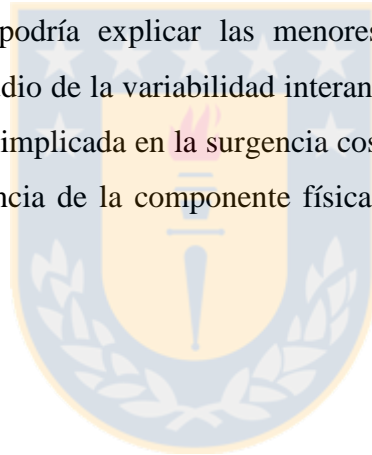 podría explicar las menores
dio de la variabilidad interan
implicada en la surgencia cos
ncia de la componente física